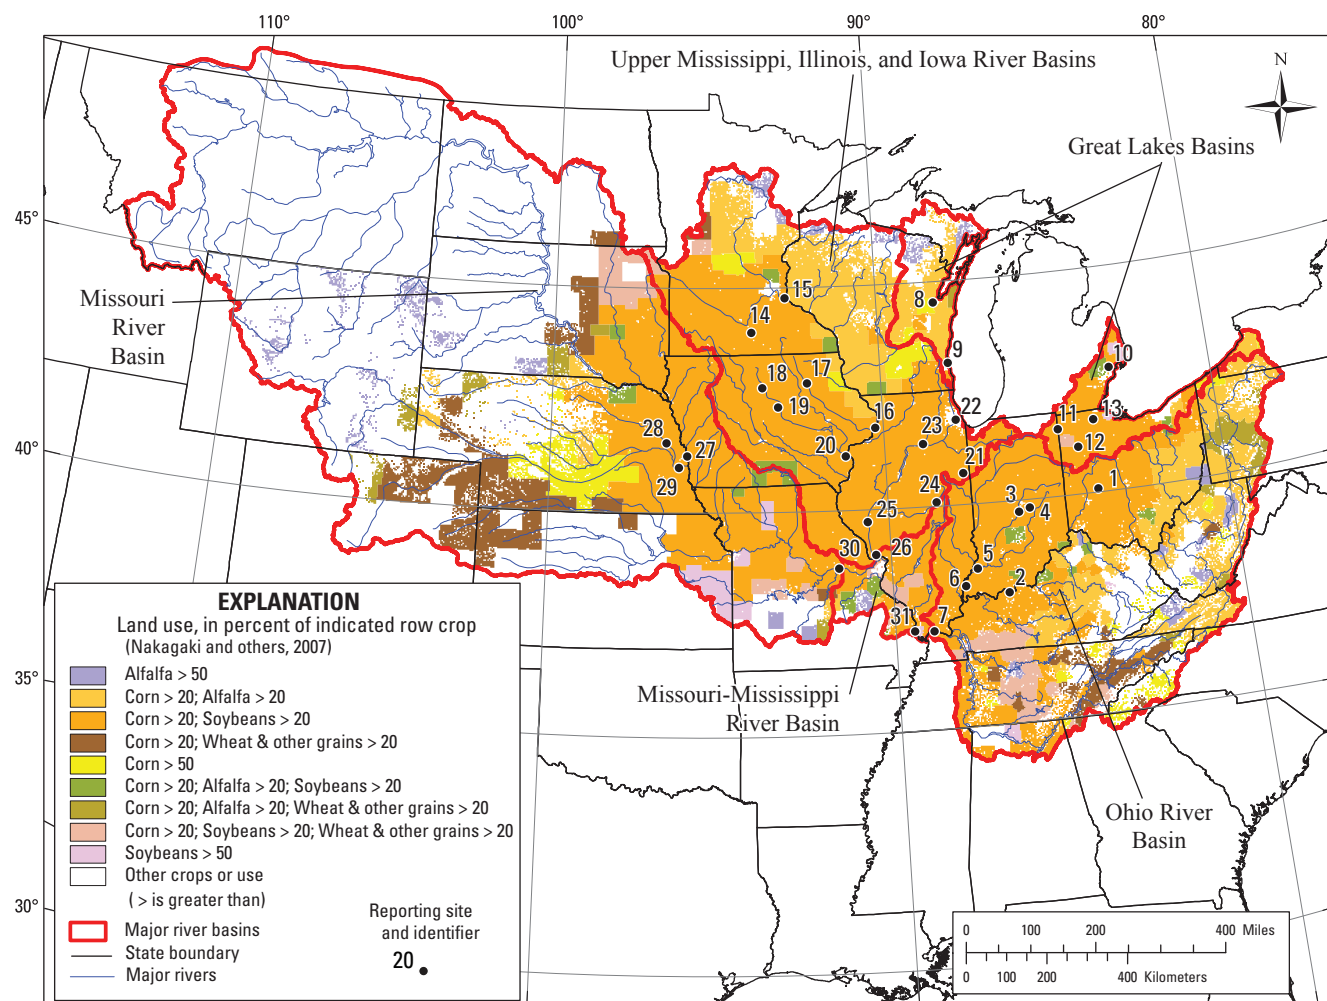 110°
100°
90°
80°
Upper Mississippi, Illinois, and Iowa River Basins
N
Great Lakes Basins
45°
Missouri
River
Basin
8
15
14
9
10
18
17
19
16
22
11
13
23
12
28
27
20
21
40°
29
24
1
3
4
25
26
30
5
6
2
31
7
35°
Missouri-Mississippi
River Basin
Ohio River
Basin
30°
EXPLANATION
Land use, in percent of indicated row crop
(Nakagaki and others, 2007)
Alfalfa > 50
Corn > 20; Alfalfa > 20
Corn > 20; Soybeans > 20
Corn > 20; Wheat & other grains > 20
Corn > 50
Corn > 20; Alfalfa > 20; Soybeans > 20
Corn > 20; Alfalfa > 20; Wheat & other grains > 20
Corn > 20; Soybeans > 20; Wheat & other grains > 20
Soybeans > 50
Other crops or use
( > is greater than)
Major river basins
State boundary
Major rivers
Reporting site
and identifier
20
0 100 200 400 Miles
0 100 200 400 Kilometers